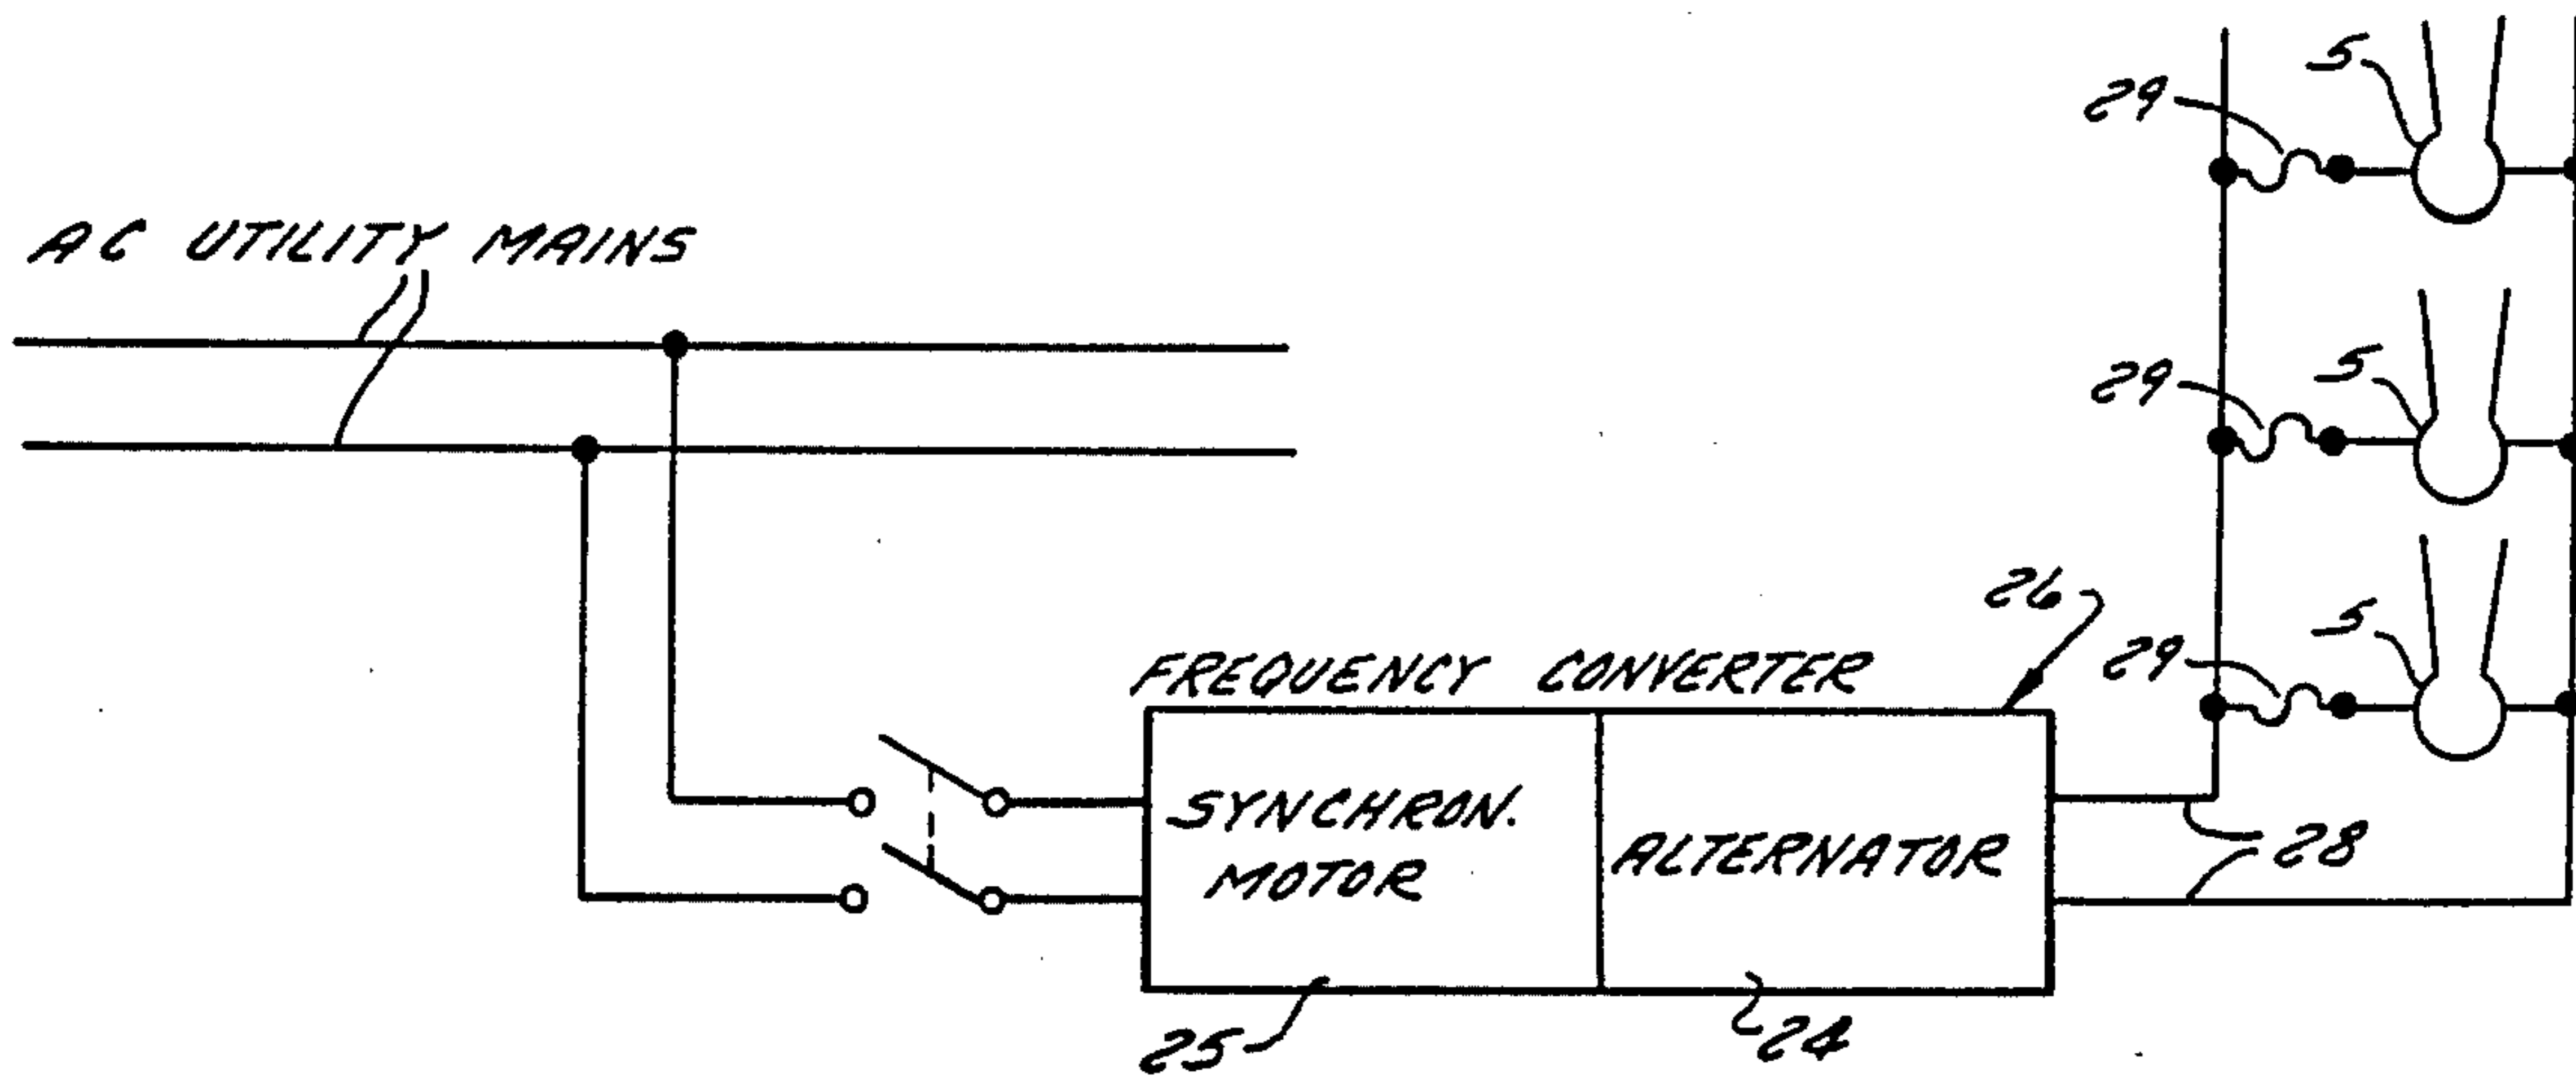 5
29
AC UTILITY MAINS
5
29
26
5
29
FREQUENCY CONVERTER
SYNCHRON.
MOTOR
ALTERNATOR
28
25
24